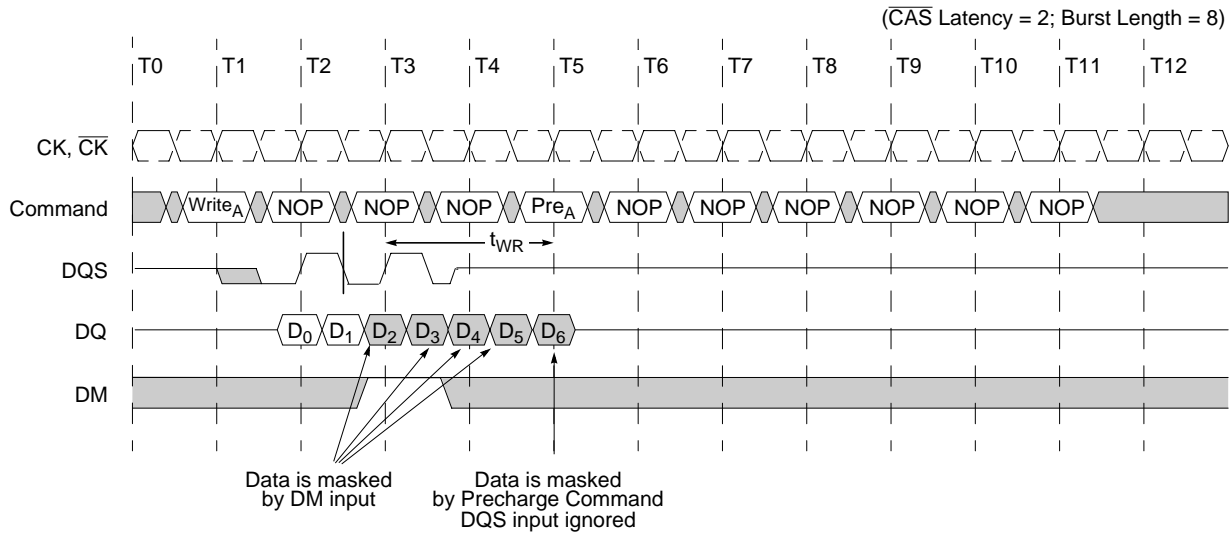 (CAS Latency = 2; Burst Length = 8)
T0 T1 T2 T3 T4 T5 T6 T7 T8 T9 T10 T11 T12
CK, CK
Command WriteA NOP NOP NOP PreA NOP NOP NOP NOP NOP NOP
tWR
DQS
DQ D0 D1 D2 D3 D4 D5 D6
DM
Data is masked
by DM input
Data is masked
by Precharge Command
DQS input ignored